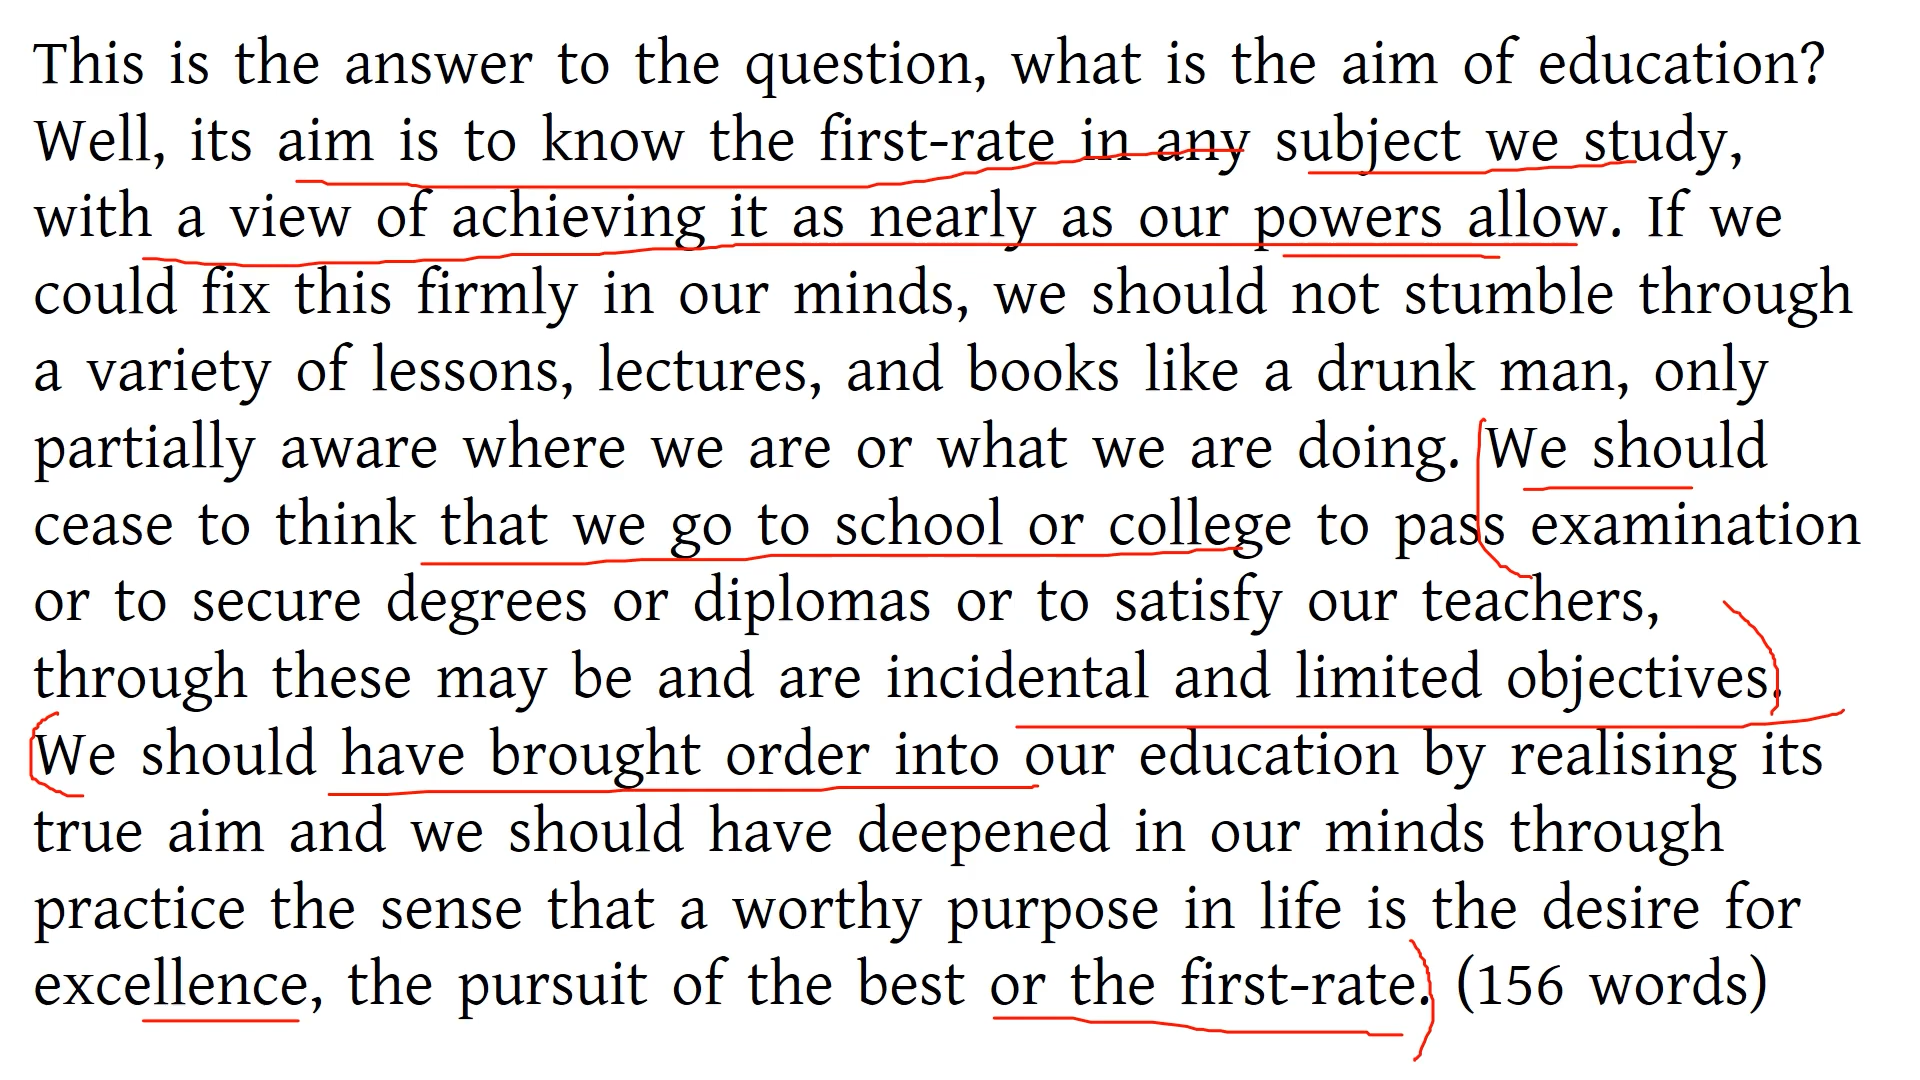 This is the answer to the question, what is the aim of education?
Well, its aim is to know the first-rate in any subject we study,
with a view of achieving it as nearly as our powers allow. If we
could fix this firmly in our minds, we should not stumble through
a variety of lessons, lectures, and books like a drunk man, only
partially aware where we are or what we are doing. We should
cease to think that we go to school or college to pass examination
or to secure degrees or diplomas or to satisfy our teachers,
through these may be and are incidental and limited objectives.
We should have brought order into our education by realising its
true aim and we should have deepened in our minds through
practice the sense that a worthy purpose in life is the desire for
excellence, the pursuit of the best or the first-rate. (156 words)